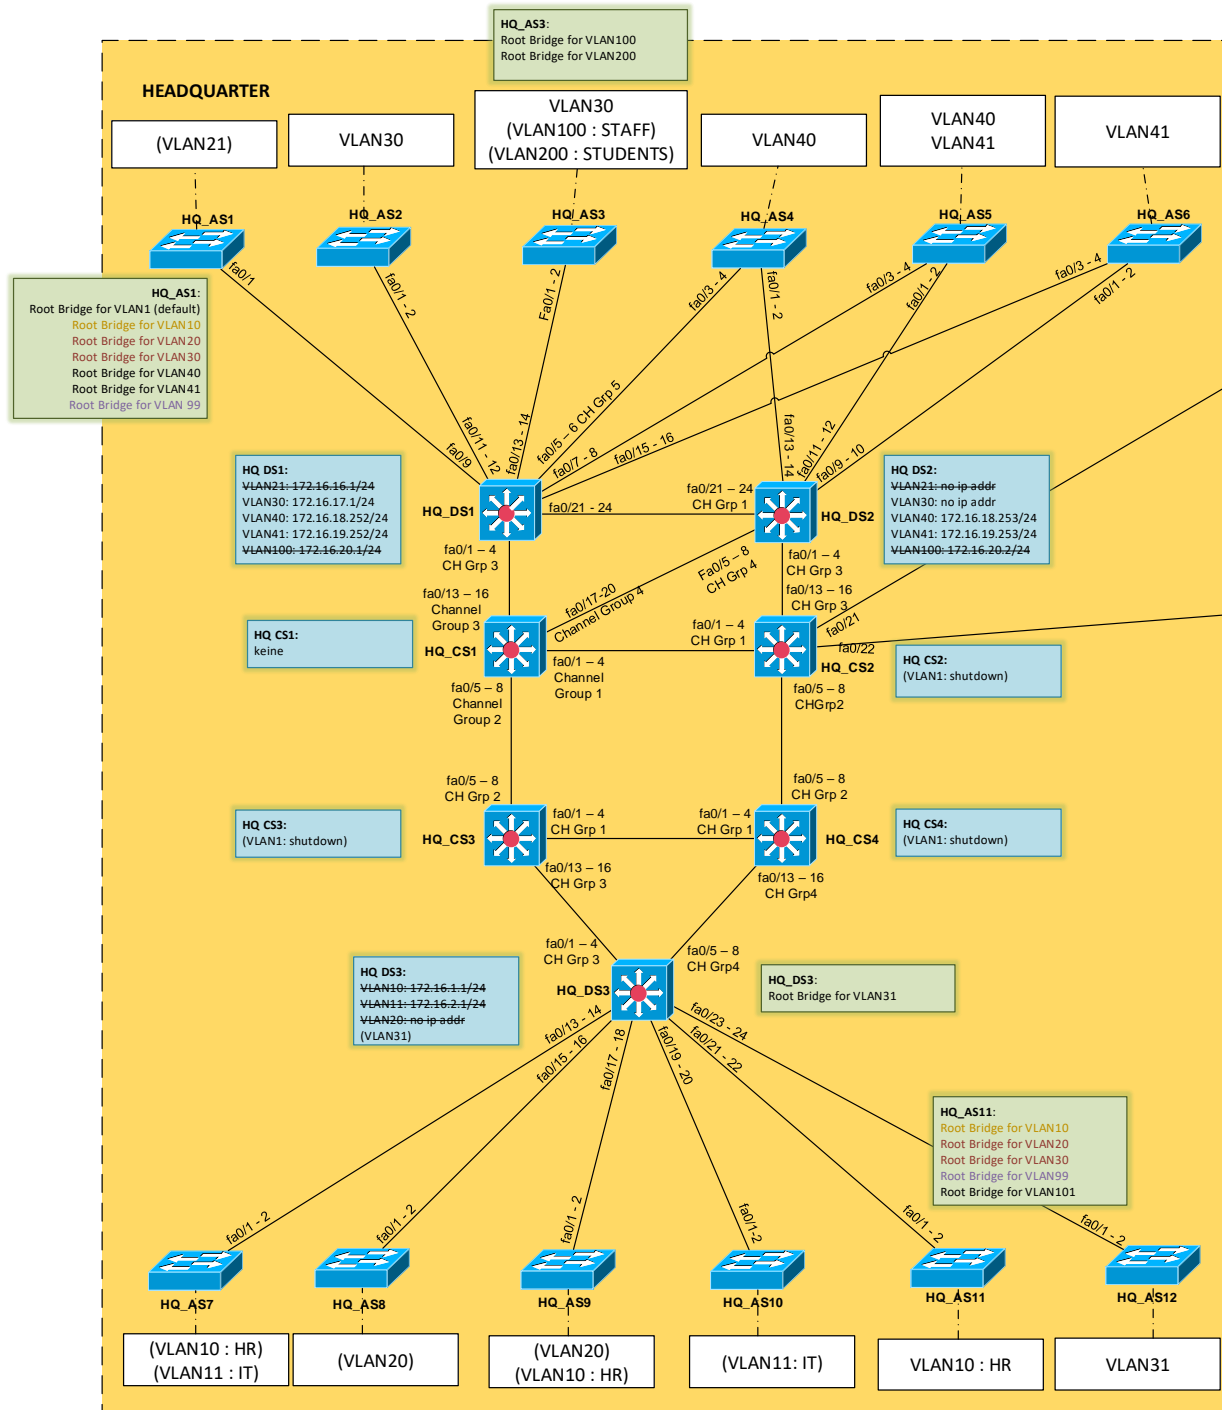 HQ_AS3:
Root Bridge for VLAN100
Root Bridge for VLAN200
HEADQUARTER
(VLAN21)
VLAN30
VLAN30
(VLAN100 : STAFF)
(VLAN200 : STUDENTS)
VLAN40
VLAN40
VLAN41
VLAN41
HQ_AS1
HQ_AS2
HQ_AS3
HQ_AS4
HQ_AS5
HQ_AS6
HQ_AS1:
Root Bridge for VLAN1 (default)
Root Bridge for VLAN10
Root Bridge for VLAN20
Root Bridge for VLAN30
Root Bridge for VLAN40
Root Bridge for VLAN41
Root Bridge for VLAN 99
fa0/1
fa0/1 - 2
Fa0/1 - 2
fa0/3 - 4
fa0/1 - 2
fa0/3 - 4
fa0/1 - 2
fa0/3 - 4
fa0/1 - 2
fa0/9
fa0/11 - 12
fa0/13 - 14
fa0/5 – 6 CH Grp 5
fa0/7 - 8
fa0/15 - 16
fa0/13 - 14
fa0/11 - 12
fa0/9 - 10
HQ DS1:
VLAN21: 172.16.16.1/24
VLAN30: 172.16.17.1/24
VLAN40: 172.16.18.252/24
VLAN41: 172.16.19.252/24
VLAN100: 172.16.20.1/24
HQ_DS1
fa0/21 - 24
fa0/21 – 24
CH Grp 1
HQ_DS2
HQ DS2:
VLAN21: no ip addr
VLAN30: no ip addr
VLAN40: 172.16.18.253/24
VLAN41: 172.16.19.253/24
VLAN100: 172.16.20.2/24
fa0/1 – 4
CH Grp 3
Fa0/5 – 8
CH Grp 4
fa0/1 – 4
CH Grp 3
fa0/13 – 16
Channel
Group 3
fa0/17-20
Channel Group 4
fa0/13 – 16
CH Grp 3
fa0/21
fa0/22
HQ CS1:
keine
HQ_CS1
fa0/1 – 4
Channel
Group 1
fa0/1 – 4
CH Grp 1
HQ_CS2
HQ CS2:
(VLAN1: shutdown)
fa0/5 – 8
Channel
Group 2
fa0/5 – 8
CHGrp2
fa0/5 – 8
CH Grp 2
fa0/5 – 8
CH Grp 2
HQ CS3:
(VLAN1: shutdown)
HQ_CS3
fa0/1 – 4
CH Grp 1
fa0/1 – 4
CH Grp 1
HQ_CS4
HQ CS4:
(VLAN1: shutdown)
fa0/13 – 16
CH Grp 3
fa0/13 – 16
CH Grp4
fa0/1 – 4
CH Grp 3
fa0/5 – 8
CH Grp4
HQ DS3:
VLAN10: 172.16.1.1/24
VLAN11: 172.16.2.1/24
VLAN20: no ip addr
(VLAN31)
HQ_DS3
HQ_DS3:
Root Bridge for VLAN31
fa0/13 - 14
fa0/15 - 16
fa0/17 - 18
fa0/19 - 20
fa0/21 - 22
fa0/23 - 24
HQ_AS11:
Root Bridge for VLAN10
Root Bridge for VLAN20
Root Bridge for VLAN30
Root Bridge for VLAN99
Root Bridge for VLAN101
fa0/1 - 2
fa0/1 - 2
fa0/1 - 2
fa0/1-2
fa0/1 - 2
fa0/1 - 2
HQ_AS7
HQ_AS8
HQ_AS9
HQ_AS10
HQ_AS11
HQ_AS12
(VLAN10 : HR)
(VLAN11 : IT)
(VLAN20)
(VLAN20)
(VLAN10 : HR)
(VLAN11: IT)
VLAN10 : HR
VLAN31